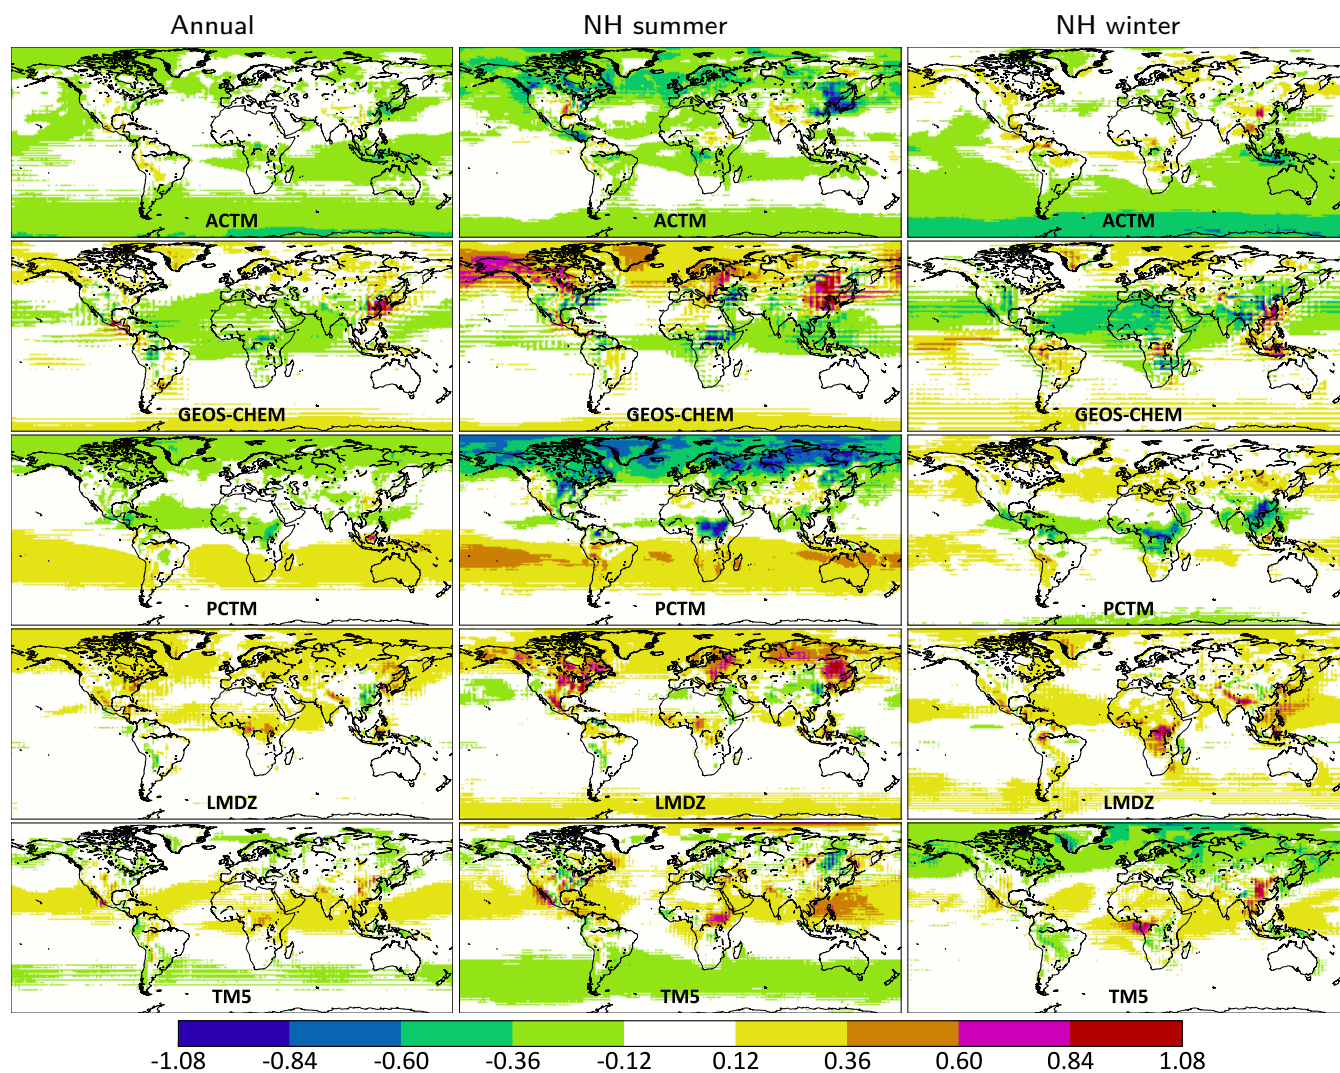 Annual NH summer NH winter
ACTM ACTM ACTM
GEOS-CHEM GEOS-CHEM GEOS-CHEM
PCTM PCTM PCTM
LMDZ LMDZ LMDZ
TM5 TM5 TM5
-1.08 -0.84 -0.60 -0.36 -0.12 0.12 0.36 0.60 0.84 1.08